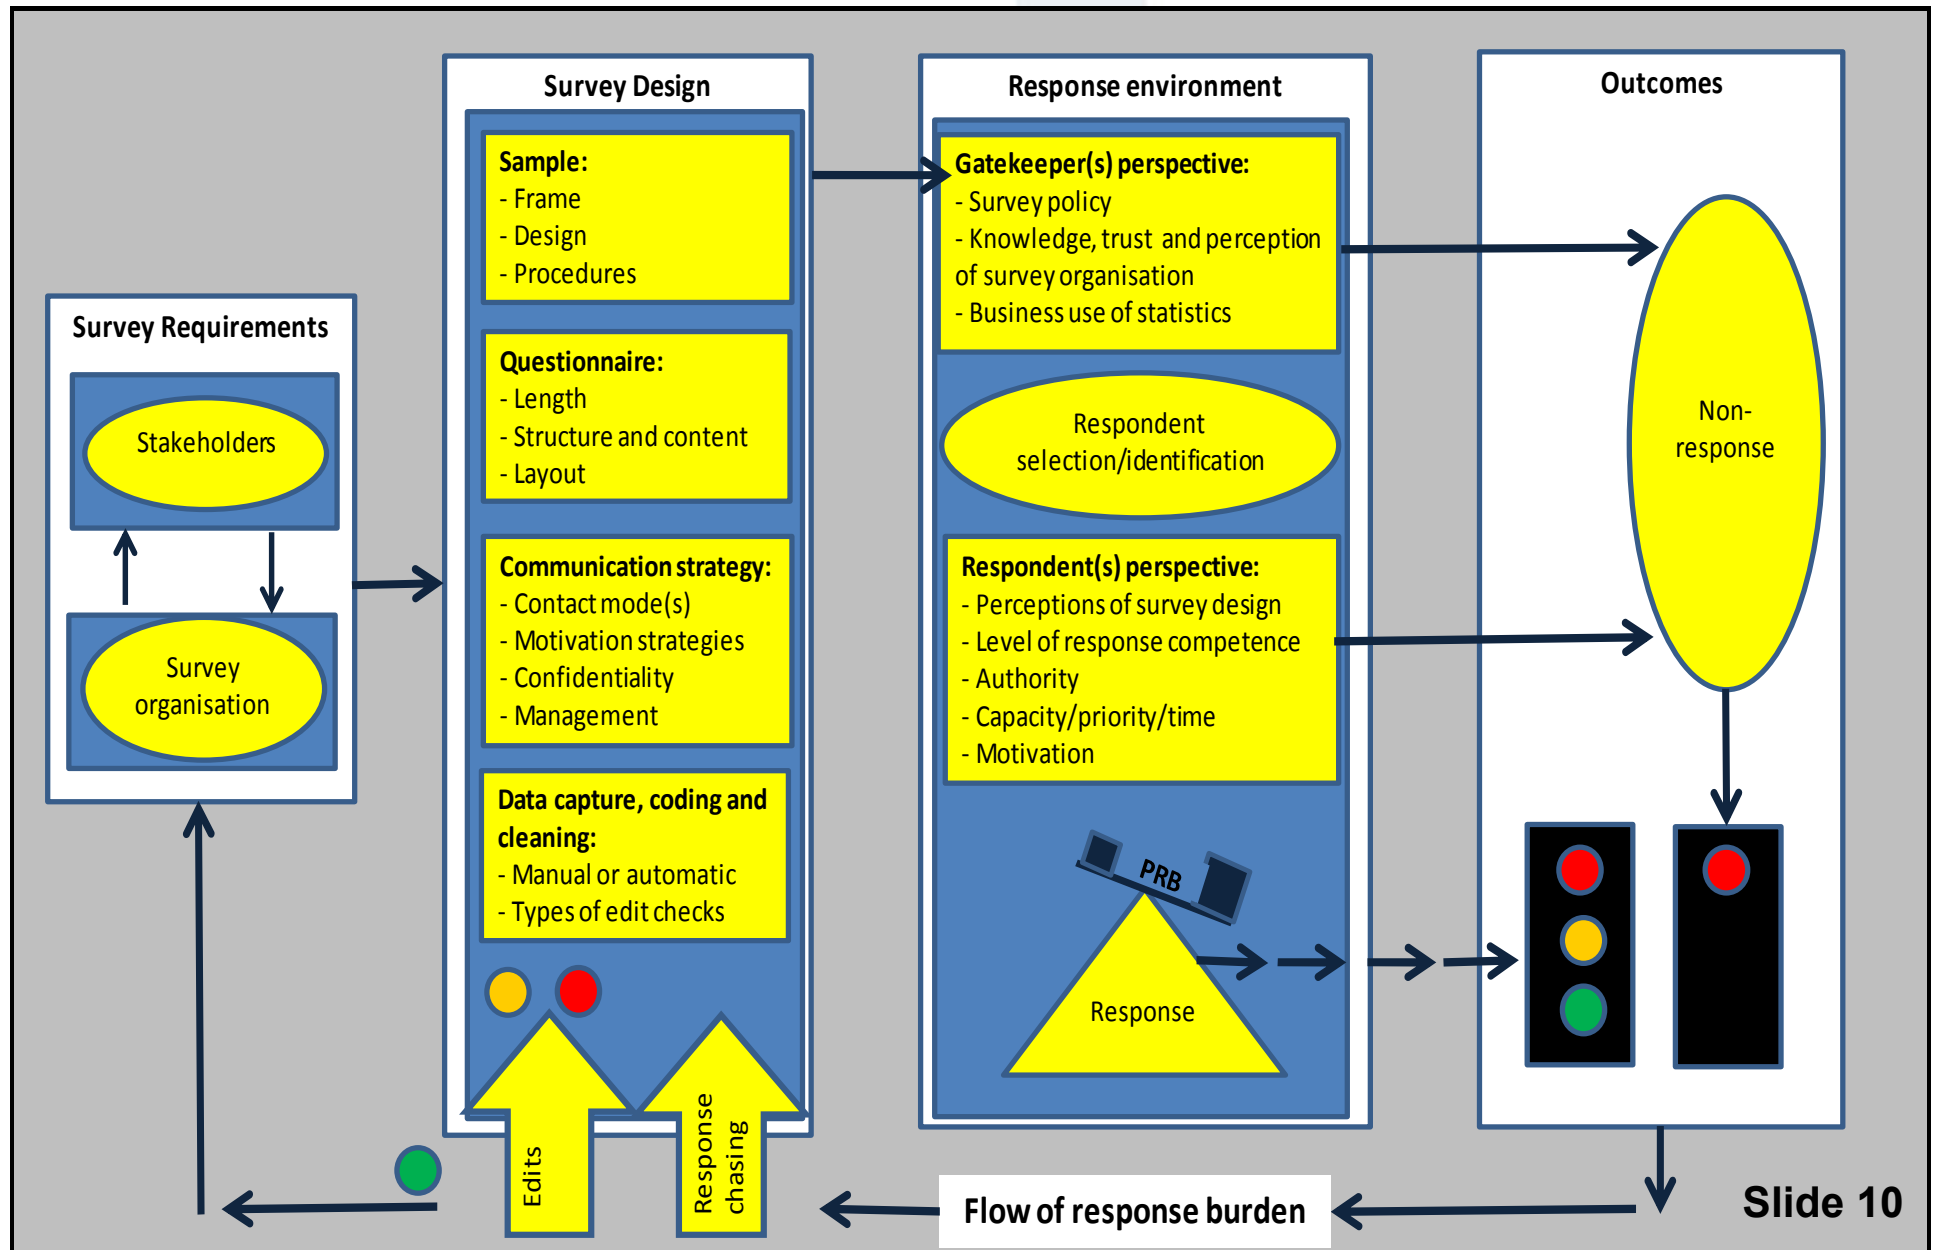 Survey Requirements
Stakeholders
Survey
organisation
Survey Design
Sample:
- Frame
- Design
- Procedures
Questionnaire:
- Length
- Structure and content
- Layout
Communication strategy:
- Contact mode(s)
- Motivation strategies
- Confidentiality
- Management
Data capture, coding and
cleaning:
- Manual or automatic
- Types of edit checks
Edits
Response
chasing
Response environment
Gatekeeper(s) perspective:
- Survey policy
- Knowledge, trust and perception
of survey organisation
- Business use of statistics
Respondent
selection/identification
Respondent(s) perspective:
- Perceptions of survey design
- Level of response competence
- Authority
- Capacity/priority/time
- Motivation
PRB
Response
Outcomes
Non-
response
Flow of response burden
Slide 10